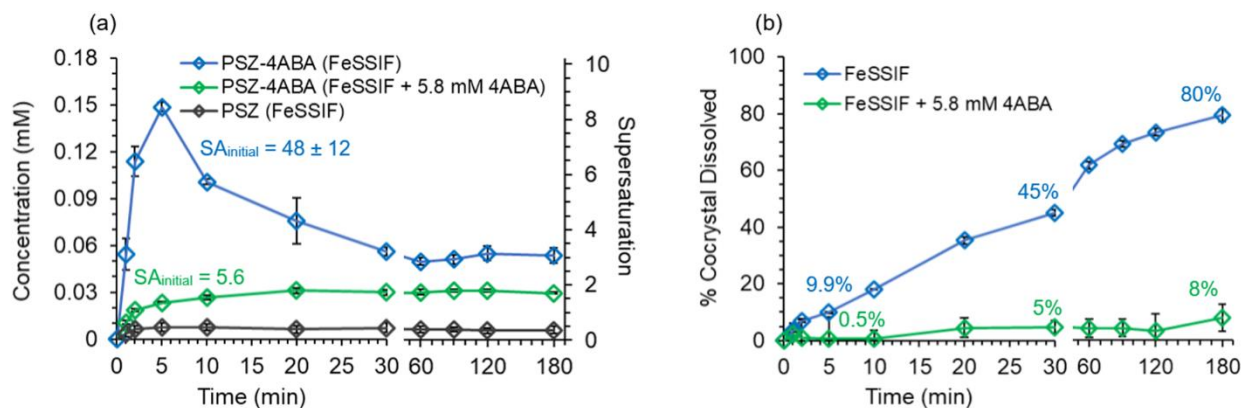 (a)
0.18
0.15
0.12
0.09
0.06
0.03
0
Concentration (mM)
PSZ-4ABA (FeSSIF)
PSZ-4ABA (FeSSIF + 5.8 mM 4ABA)
PSZ (FeSSIF)
SAinitial = 48 ± 12
SAinitial = 5.6
10
8
6
4
2
0
Supersaturation
0 5 10 20 30 60 120 180
Time (min)
(b)
100
80
60
40
20
0
% Cocrystal Dissolved
FeSSIF
FeSSIF + 5.8 mM 4ABA
80%
45%
9.9%
0.5%
5%
8%
0 5 10 20 30 60 120 180
Time (min)